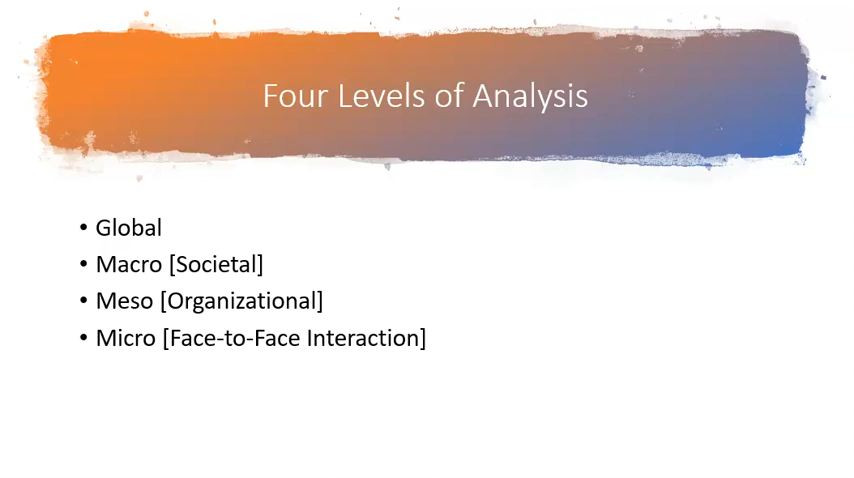 Four Levels of Analysis
• Global
• Macro [Societal]
• Meso [Organizational]
• Micro [Face-to-Face Interaction]